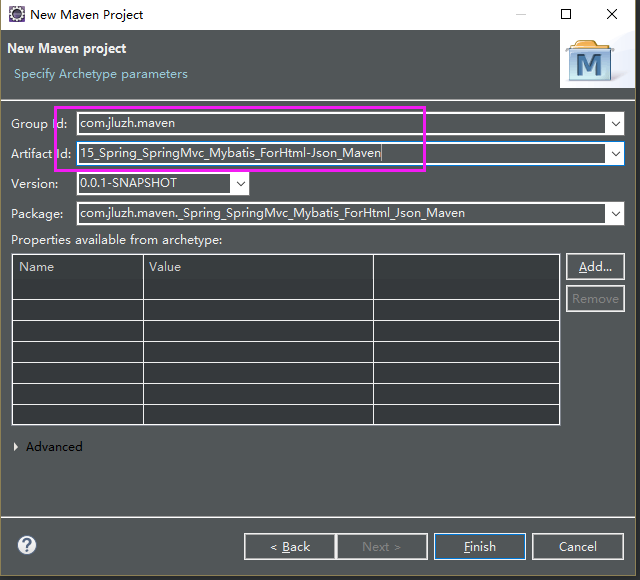 New Maven Project
New Maven project
Specify Archetype parameters
M
Group Id: com.jluzh.maven
Artifact Id: 15_Spring_SpringMvc_Mybatis_ForHtml-Json_Maven
Version: 0.0.1-SNAPSHOT
Package: com.jluzh.maven._Spring_SpringMvc_Mybatis_ForHtml_Json_Maven
Properties available from archetype:
Name Value
Add...
Remove
Advanced
? < Back Next > Finish Cancel